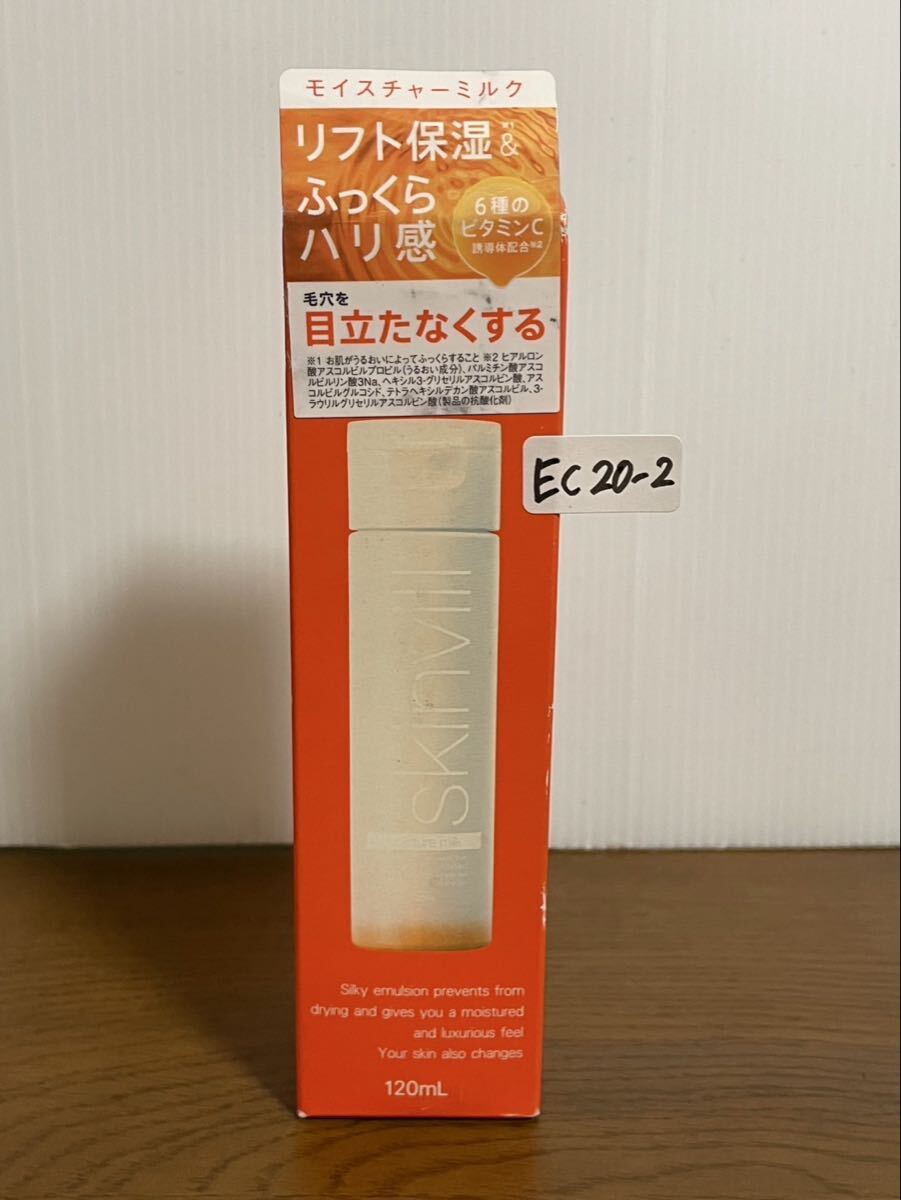 モイスチャーミルク
リフト保湿※1&
ふっくら
ハリ感
6種の
ビタミンC
誘導体配合※2
毛穴を
目立たなくする
※1 お肌がうるおいによってふっくらすること ※2 ヒアルロン
酸アスコルビルプロピル(うるおい成分)、パルミチン酸アスコ
ルビルリン酸3Na、ヘキシル3-グリセリルアスコルビン酸、アス
コルビルグルコシド、テトラヘキシルデカン酸アスコルビル、3-
ラウリルグリセリルアスコルビン酸(製品の抗酸化剤)
EC20-2
skinvill
Silky emulsion prevents from
drying and gives you a moistured
and luxurious feel
Your skin also changes
120mL